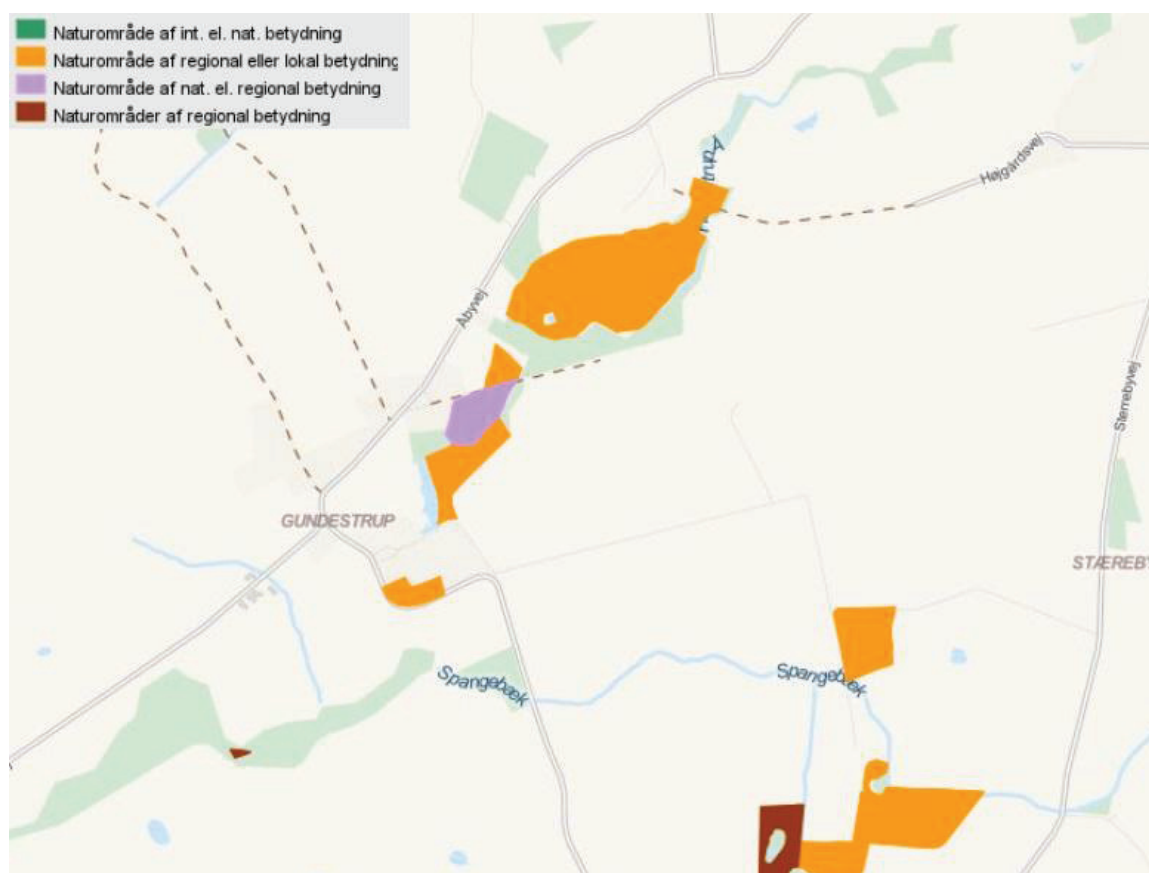 Naturområde af int. el. nat. betydning
Naturområde af regional eller lokal betydning
Naturområde af nat. el. regional betydning
Naturområder af regional betydning
Højgårdsvej
Åbyvej
Stærebyvej
GUNDESTRUP
STÆREBY
Spangebæk
Spangebæk